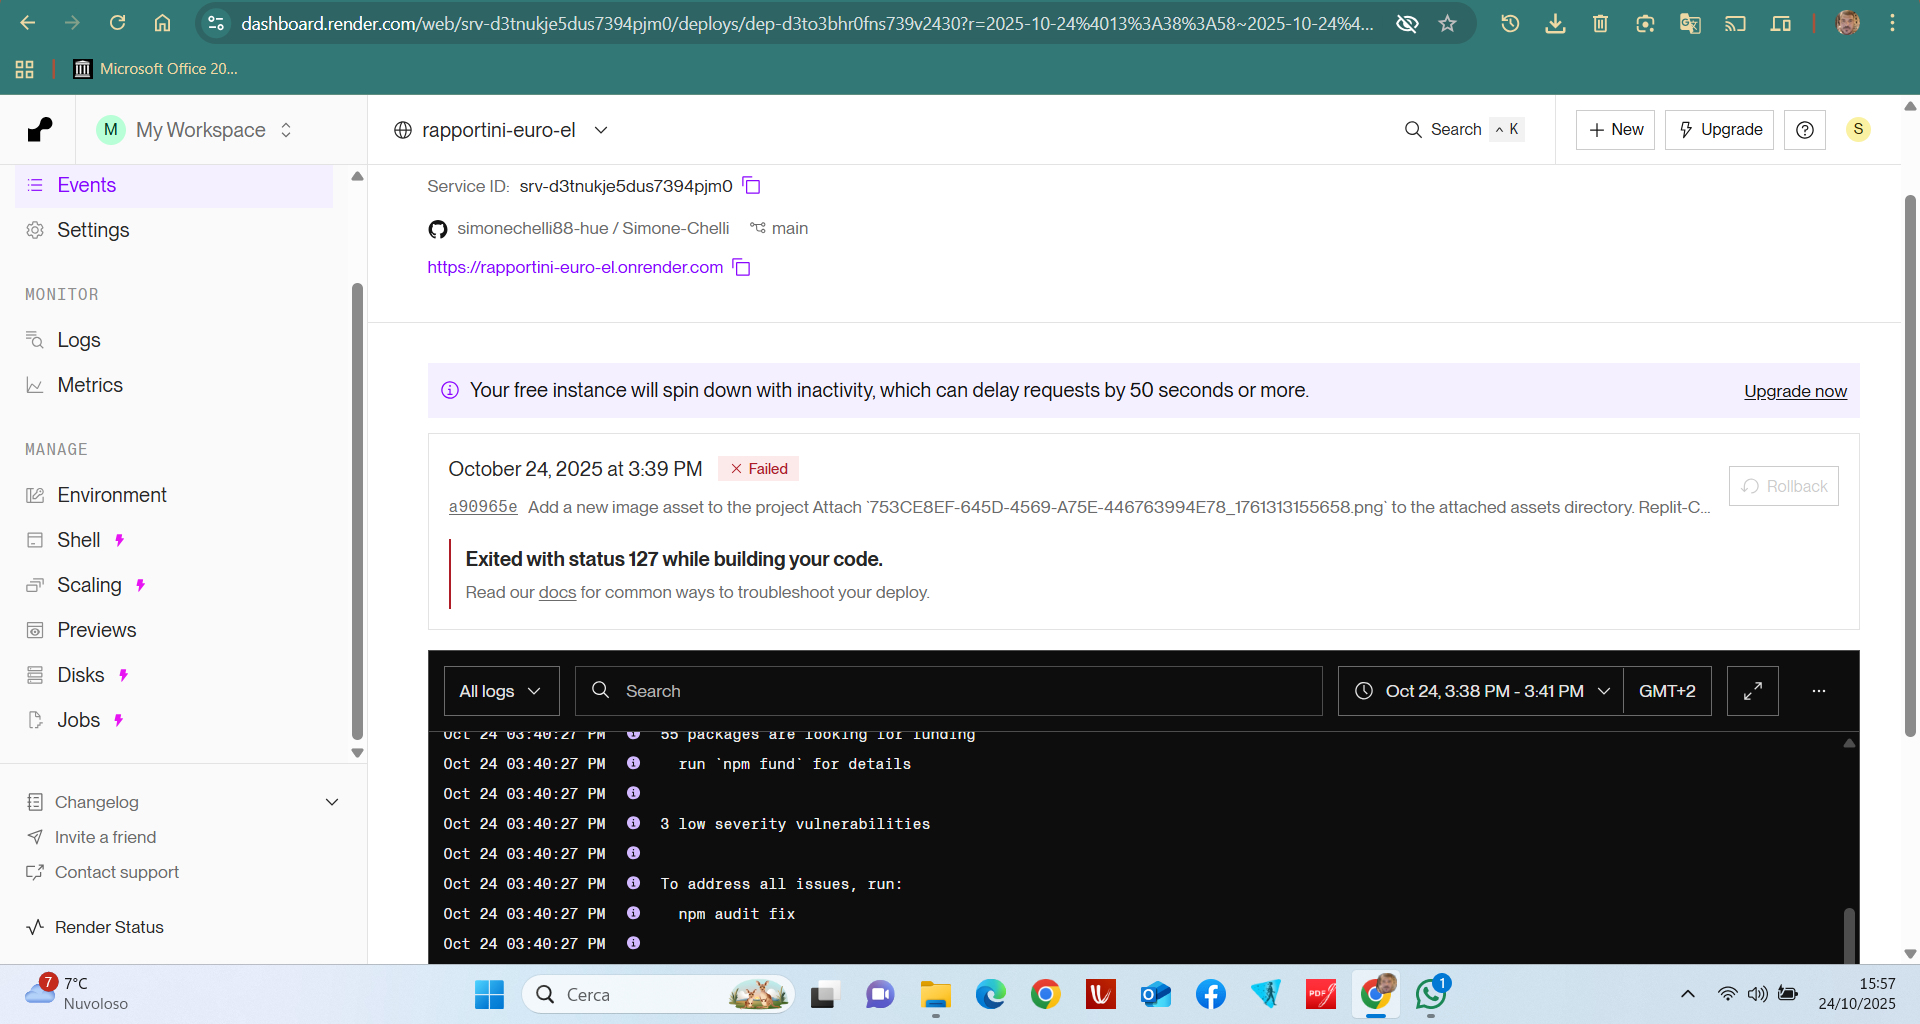 dashboard.render.com/web/srv-d3tnukje5dus7394pjm0/deploys/dep-d3to3bhr0fns739v2430?r=2025-10-24%4013%3A38%3A58~2025-10-24%4...
Microsoft Office 20...
M My Workspace
rapportini-euro-el
Search ^ K
+ New
Upgrade
S
Events
Settings
MONITOR
Logs
Metrics
MANAGE
Environment
Shell
Scaling
Previews
Disks
Jobs
Changelog
Invite a friend
Contact support
Render Status
Service ID: srv-d3tnukje5dus7394pjm0
simonechelli88-hue / Simone-Chelli main
https://rapportini-euro-el.onrender.com
Your free instance will spin down with inactivity, which can delay requests by 50 seconds or more.
Upgrade now
October 24, 2025 at 3:39 PM Failed
Rollback
a90965e Add a new image asset to the project Attach `753CE8EF-645D-4569-A75E-446763994E78_1761313155658.png` to the attached assets directory. Replit-C...
Exited with status 127 while building your code.
Read our docs for common ways to troubleshoot your deploy.
All logs
Search
Oct 24, 3:38 PM - 3:41 PM
GMT+2
...
Oct 24 03:40:27 PM 55 packages are looking for funding
Oct 24 03:40:27 PM run `npm fund` for details
Oct 24 03:40:27 PM
Oct 24 03:40:27 PM 3 low severity vulnerabilities
Oct 24 03:40:27 PM
Oct 24 03:40:27 PM To address all issues, run:
Oct 24 03:40:27 PM npm audit fix
Oct 24 03:40:27 PM
7
7°C
Nuvoloso
Cerca
PDF
1
15:57
24/10/2025